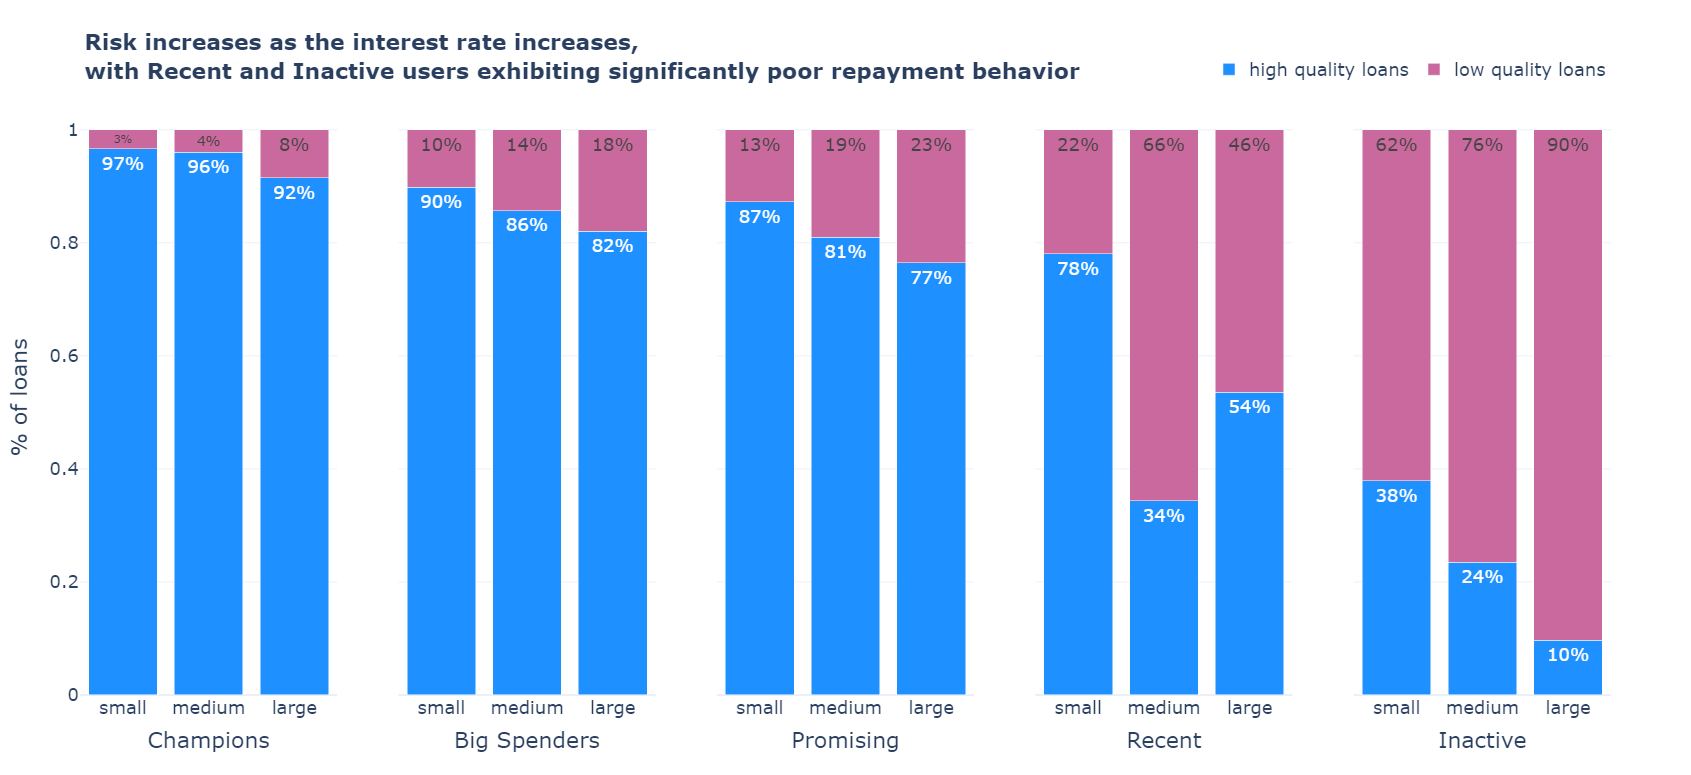 Risk increases as the interest rate increases,
with Recent and Inactive users exhibiting significantly poor repayment behavior
high quality loans low quality loans
% of loans
1
0.8
0.6
0.4
0.2
0
3% 4% 8%
97% 96% 92%
small medium large
Champions
10% 14% 18%
90% 86% 82%
small medium large
Big Spenders
13% 19% 23%
87% 81% 77%
small medium large
Promising
22% 66% 46%
78% 34% 54%
small medium large
Recent
62% 76% 90%
38% 24% 10%
small medium large
Inactive